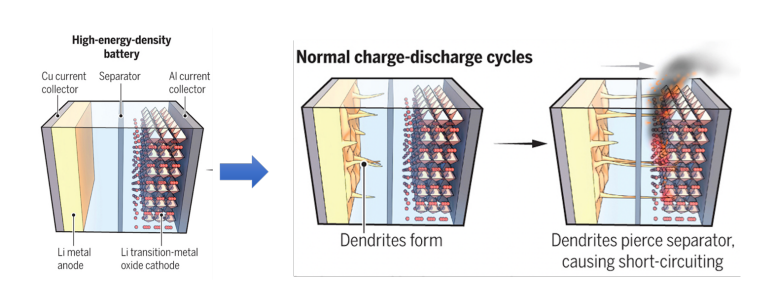 High-energy-density
battery
Cu current
collector
Separator
Al current
collector
Li metal
anode
Li transition-metal
oxide cathode
Normal charge-discharge cycles
Dendrites form
Dendrites pierce separator,
causing short-circuiting